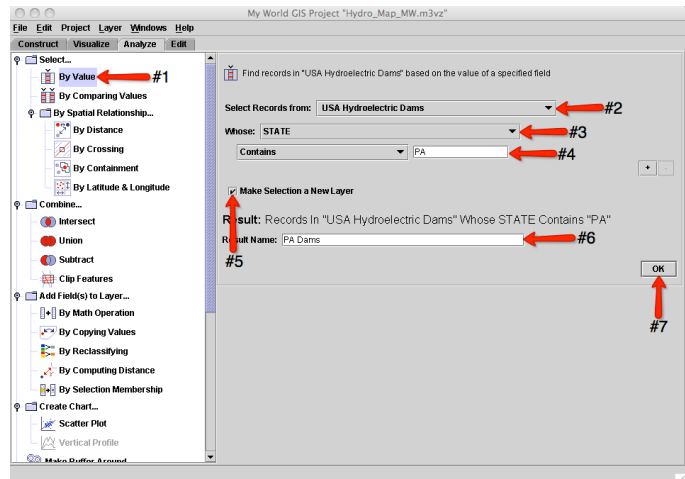 My World GIS Project "Hydro_Map_MW.m3vz"
File Edit Project Layer Windows Help
Construct Visualize Analyze Edit
Select...
By Value
#1
By Comparing Values
By Spatial Relationship...
By Distance
By Crossing
By Containment
By Latitude & Longitude
Combine...
Intersect
Union
Subtract
Clip Features
Add Field(s) to Layer...
By Math Operation
By Copying Values
By Reclassifying
By Computing Distance
By Selection Membership
Create Chart...
Scatter Plot
Vertical Profile
Make Buffer Around
Find records in "USA Hydroelectric Dams" based on the value of a specified field
Select Records from: USA Hydroelectric Dams
#2
Whose: STATE
#3
Contains PA
#4
+ -
Make Selection a New Layer
Result: Records In "USA Hydroelectric Dams" Whose STATE Contains "PA"
Result Name: PA Dams
#6
#5
OK
#7